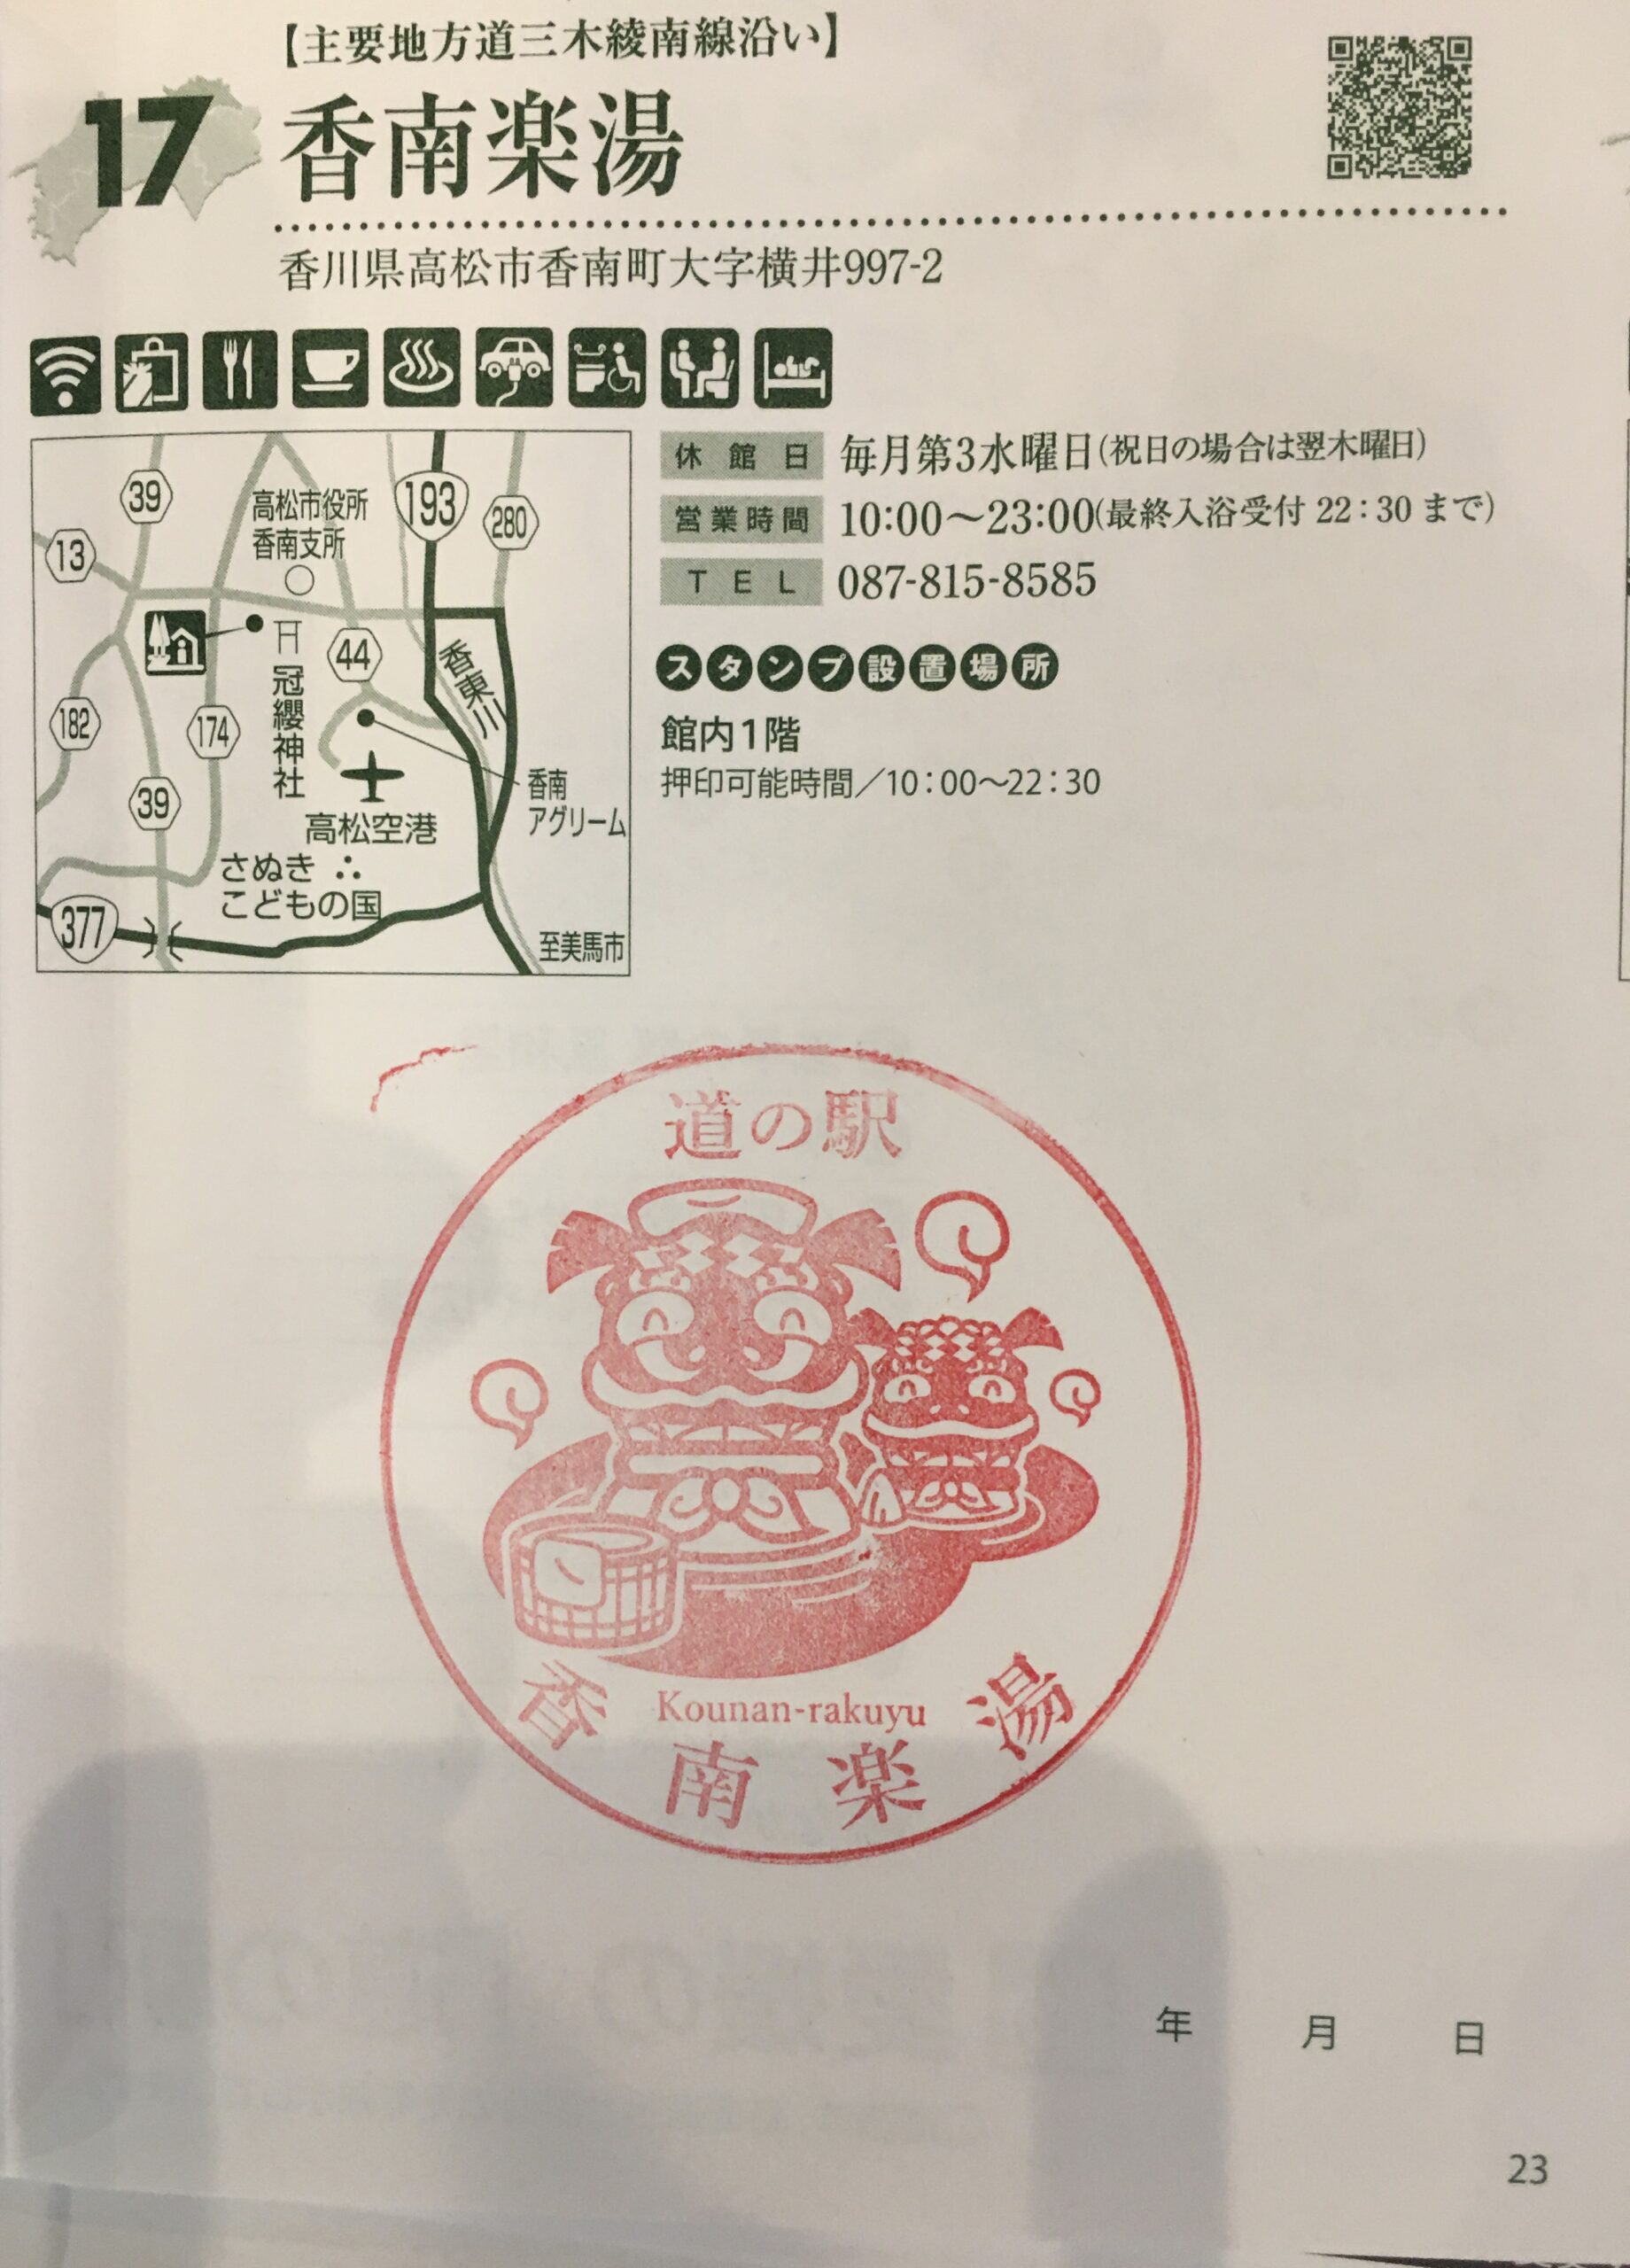 【主要地方道三木綾南線沿い】
17 香南楽湯
香川県高松市香南町大字横井997-2
休館日 毎月第3水曜日(祝日の場合は翌木曜日)
営業時間 10:00〜23:00(最終入浴受付 22:30 まで)
TEL 087-815-8585
スタンプ設置場所
館内1階
押印可能時間／10:00〜22:30
39
高松市役所
香南支所
193
280
13
44
香東川
冠纓神社
182
174
39
香南
アグリーム
高松空港
さぬき
こどもの国
377
至美馬市
道の駅
Kounan-rakuyu
香南楽湯
年 月 日
23